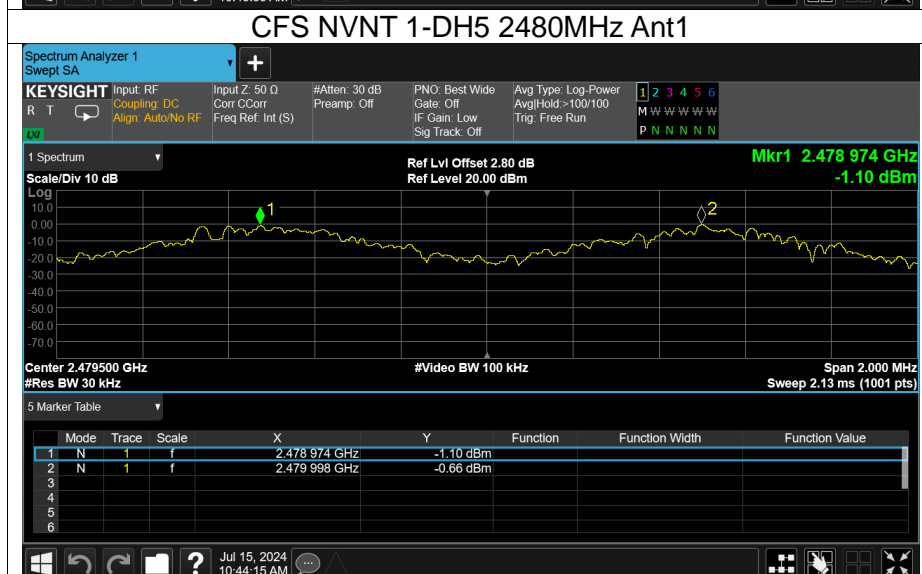 CFS NVNT 1-DH5 2480MHz Ant1
Spectrum Analyzer 1
Swept SA
+
KEYSIGHT Input: RF Input Z: 50 Ω #Atten: 30 dB PNO: Best Wide Avg Type: Log-Power 1 2 3 4 5 6
R T Coupling: DC Corr CCorr Preamp: Off Gate: Off Avg|Hold:>100/100 M W W W W W
Align: Auto/No RF Freq Ref: Int (S) IF Gain: Low Trig: Free Run
LXI Sig Track: Off P N N N N N
1 Spectrum Ref Lvl Offset 2.80 dB Mkr1 2.478 974 GHz
Scale/Div 10 dB Ref Level 20.00 dBm -1.10 dBm
Log
10.0
0.00
-10.0
-20.0
-30.0
-40.0
-50.0
-60.0
-70.0
1
2
Center 2.479500 GHz #Video BW 100 kHz Span 2.000 MHz
#Res BW 30 kHz Sweep 2.13 ms (1001 pts)
5 Marker Table
Mode Trace Scale X Y Function Function Width Function Value
1 N 1 f 2.478 974 GHz -1.10 dBm
2 N 1 f 2.479 998 GHz -0.66 dBm
3
4
5
6
? Jul 15, 2024
10:44:15 AM